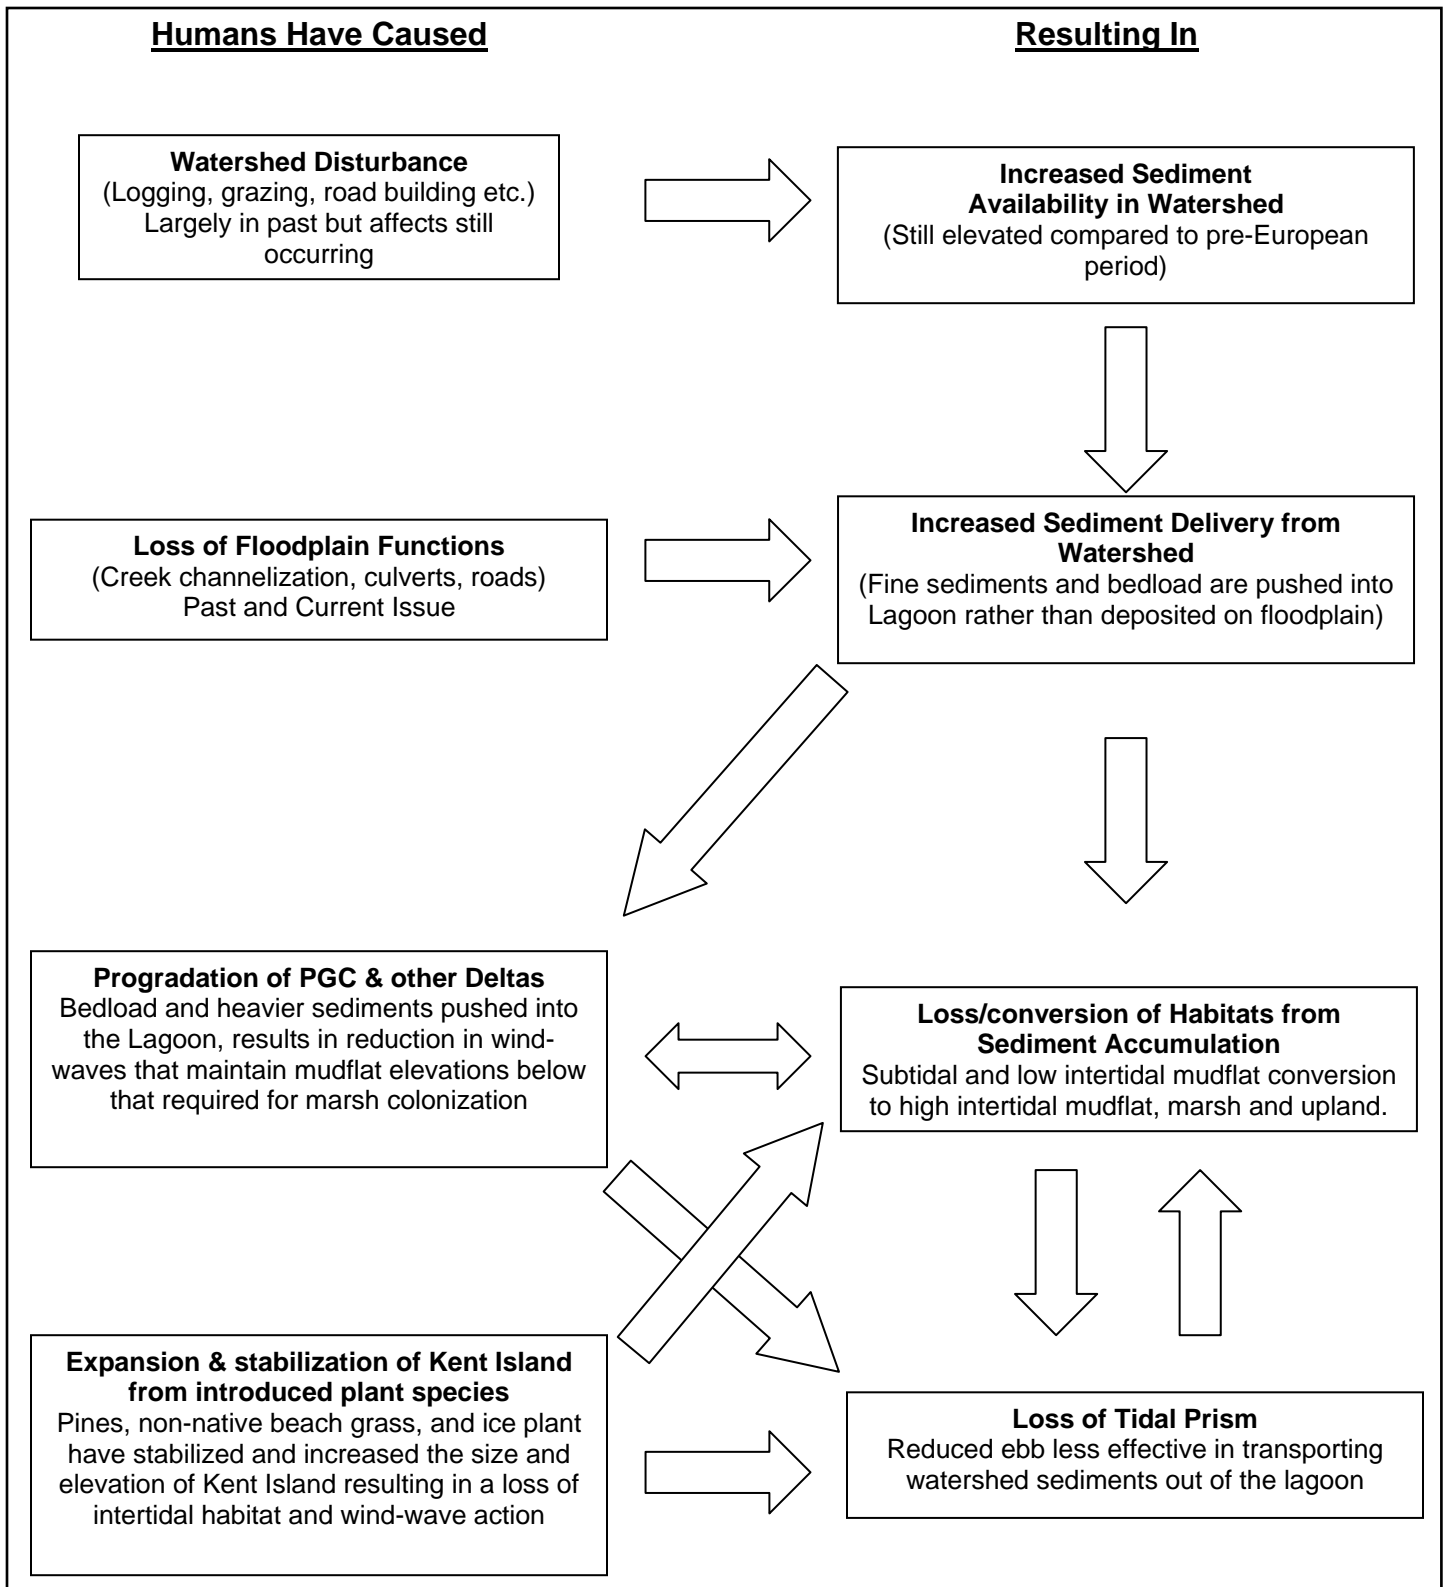 Humans Have Caused
Resulting In
Watershed Disturbance
(Logging, grazing, road building etc.)
Largely in past but affects still
occurring
Increased Sediment
Availability in Watershed
(Still elevated compared to pre-European
period)
Loss of Floodplain Functions
(Creek channelization, culverts, roads)
Past and Current Issue
Increased Sediment Delivery from
Watershed
(Fine sediments and bedload are pushed into
Lagoon rather than deposited on floodplain)
Progradation of PGC & other Deltas
Bedload and heavier sediments pushed into
the Lagoon, results in reduction in wind-
waves that maintain mudflat elevations below
that required for marsh colonization
Loss/conversion of Habitats from
Sediment Accumulation
Subtidal and low intertidal mudflat conversion
to high intertidal mudflat, marsh and upland.
Expansion & stabilization of Kent Island
from introduced plant species
Pines, non-native beach grass, and ice plant
have stabilized and increased the size and
elevation of Kent Island resulting in a loss of
intertidal habitat and wind-wave action
Loss of Tidal Prism
Reduced ebb less effective in transporting
watershed sediments out of the lagoon